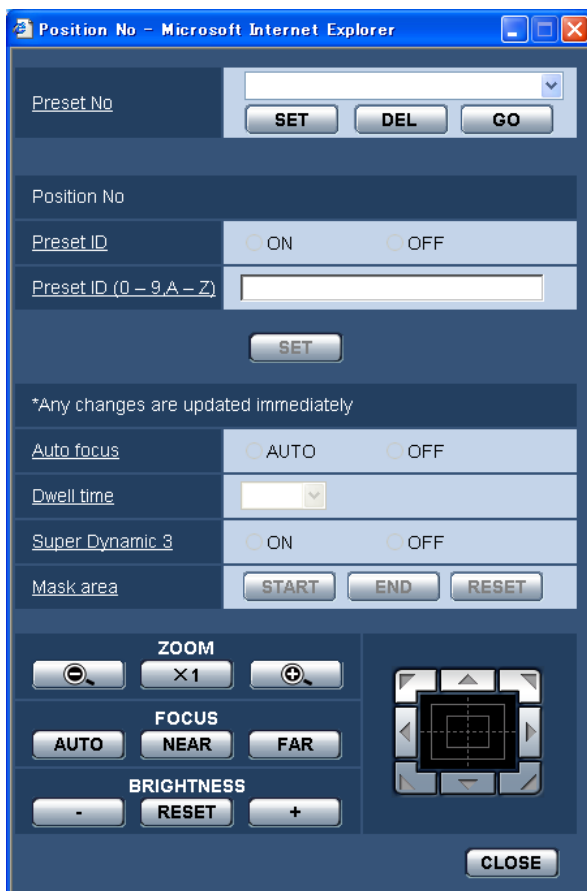 Position No - Microsoft Internet Explorer
Preset No
SET DEL GO
Position No
Preset ID ON OFF
Preset ID (0 – 9,A – Z)
SET
*Any changes are updated immediately
Auto focus AUTO OFF
Dwell time
Super Dynamic 3 ON OFF
Mask area START END RESET
ZOOM
×1
FOCUS
AUTO NEAR FAR
BRIGHTNESS
- RESET +
CLOSE